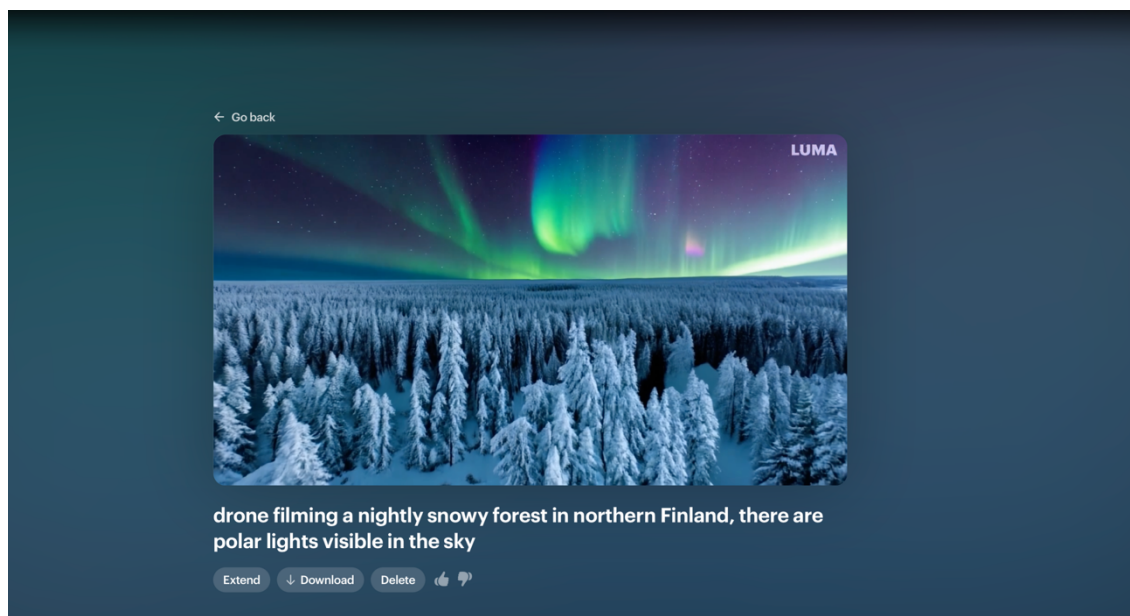 Go back
LUMA
drone filming a nightly snowy forest in northern Finland, there are
polar lights visible in the sky
Extend
Download
Delete